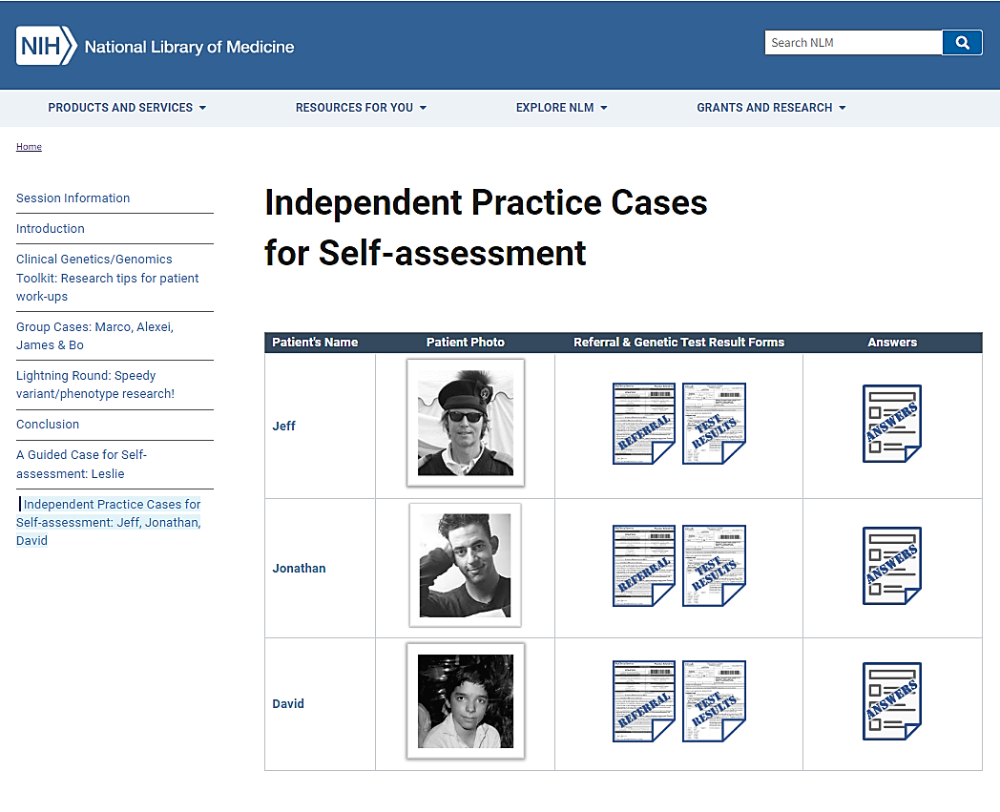 NIH National Library of Medicine
Search NLM
PRODUCTS AND SERVICES
RESOURCES FOR YOU
EXPLORE NLM
GRANTS AND RESEARCH
Home
Session Information
Introduction
Clinical Genetics/Genomics
Toolkit: Research tips for patient
work-ups
Group Cases: Marco, Alexei,
James & Bo
Lightning Round: Speedy
variant/phenotype research!
Conclusion
A Guided Case for Self-
assessment: Leslie
Independent Practice Cases for
Self-assessment: Jeff, Jonathan,
David
Independent Practice Cases
for Self-assessment
Patient's Name Patient Photo Referral & Genetic Test Result Forms Answers
Jeff
REFERRAL
TEST
RESULTS
ANSWERS
Jonathan
REFERRAL
TEST
RESULTS
ANSWERS
David
REFERRAL
TEST
RESULTS
ANSWERS